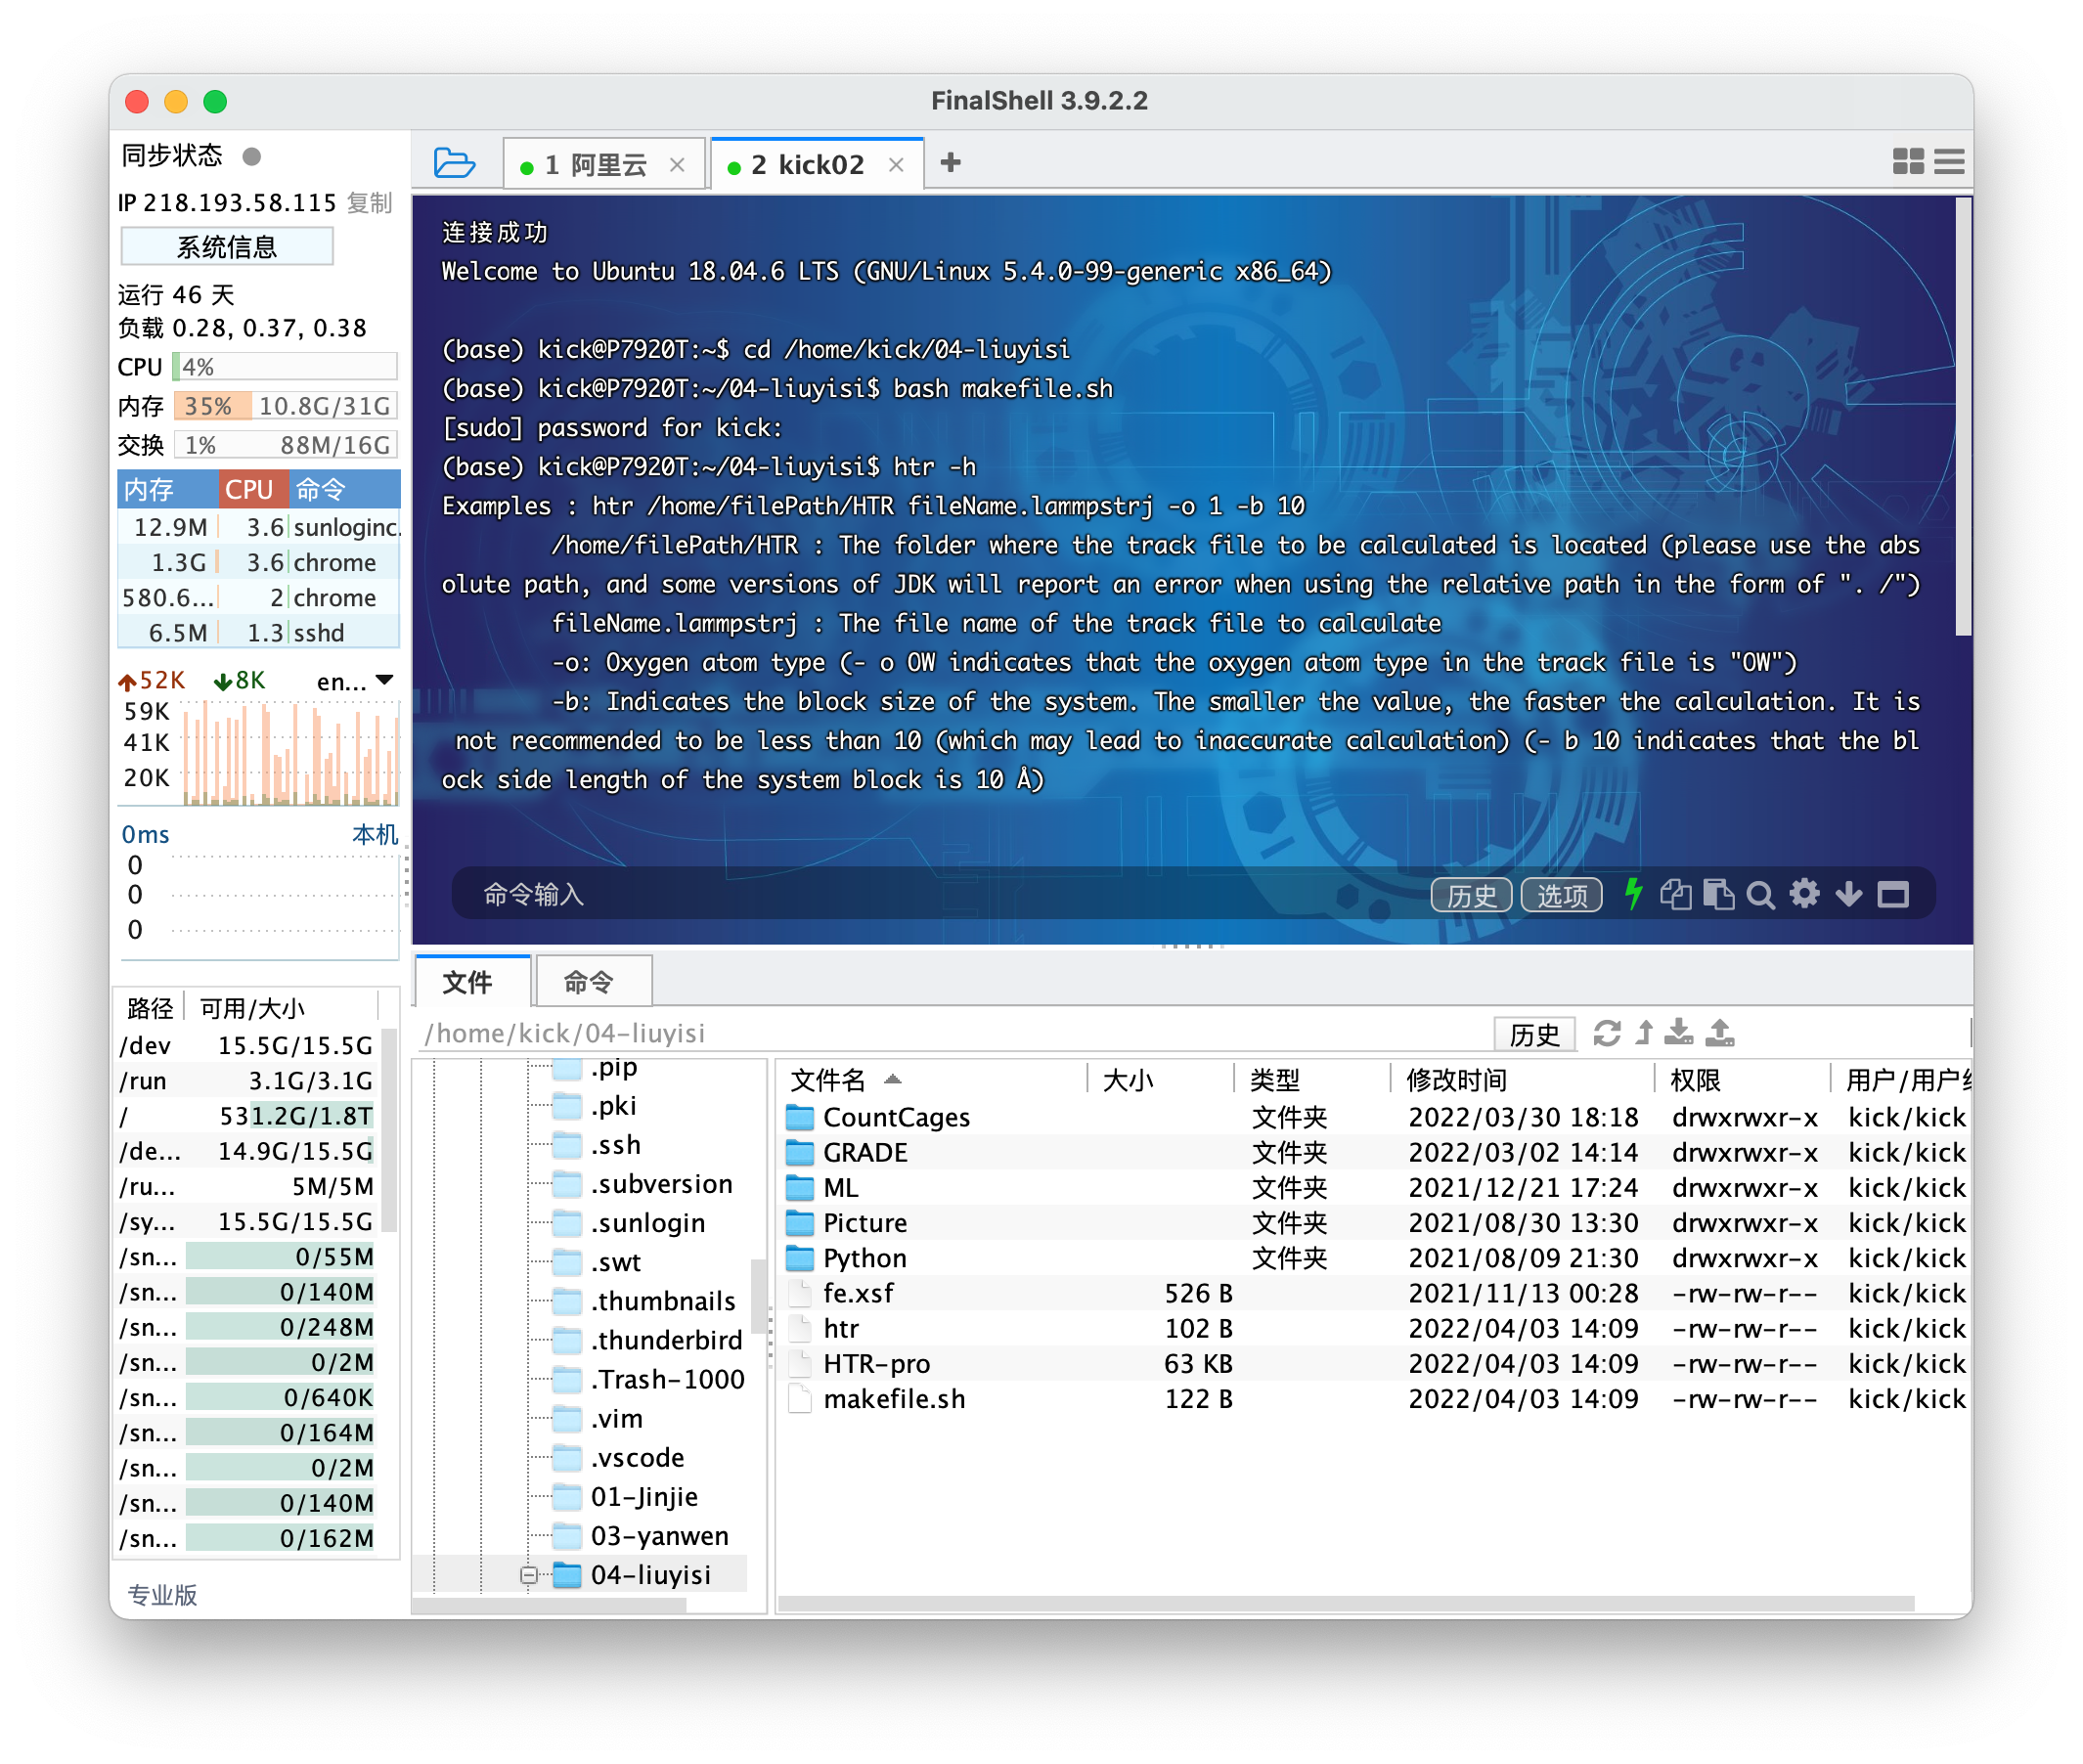 FinalShell 3.9.2.2
同步状态
IP 218.193.58.115 复制
系统信息
运行 46 天
负载 0.28, 0.37, 0.38
CPU 4%
内存 35% 10.8G/31G
交换 1% 88M/16G
内存 CPU 命令
12.9M 3.6 sunloginc.
1.3G 3.6 chrome
580.6... 2 chrome
6.5M 1.3 sshd
52K 8K en...
59K
41K
20K
0ms 本机
0
0
0
路径 可用/大小
/dev 15.5G/15.5G
/run 3.1G/3.1G
/ 531.2G/1.8T
/de... 14.9G/15.5G
/ru... 5M/5M
/sy... 15.5G/15.5G
/sn... 0/55M
/sn... 0/140M
/sn... 0/248M
/sn... 0/2M
/sn... 0/640K
/sn... 0/164M
/sn... 0/2M
/sn... 0/140M
/sn... 0/162M
专业版
1 阿里云
2 kick02
连接成功
Welcome to Ubuntu 18.04.6 LTS (GNU/Linux 5.4.0-99-generic x86_64)
(base) kick@P7920T:~$ cd /home/kick/04-liuyisi
(base) kick@P7920T:~/04-liuyisi$ bash makefile.sh
[sudo] password for kick:
(base) kick@P7920T:~/04-liuyisi$ htr -h
Examples : htr /home/filePath/HTR fileName.lammpstrj -o 1 -b 10
/home/filePath/HTR : The folder where the track file to be calculated is located (please use the abs
olute path, and some versions of JDK will report an error when using the relative path in the form of ". /")
fileName.lammpstrj : The file name of the track file to calculate
-o: Oxygen atom type (- o OW indicates that the oxygen atom type in the track file is "OW")
-b: Indicates the block size of the system. The smaller the value, the faster the calculation. It is
not recommended to be less than 10 (which may lead to inaccurate calculation) (- b 10 indicates that the bl
ock side length of the system block is 10 Å)
命令输入 历史 选项
文件 命令
/home/kick/04-liuyisi 历史
.pip
.pki
.ssh
.subversion
.sunlogin
.swt
.thumbnails
.thunderbird
.Trash-1000
.vim
.vscode
01-Jinjie
03-yanwen
04-liuyisi
文件名 大小 类型 修改时间 权限 用户/用户组
CountCages 文件夹 2022/03/30 18:18 drwxrwxr-x kick/kick
GRADE 文件夹 2022/03/02 14:14 drwxrwxr-x kick/kick
ML 文件夹 2021/12/21 17:24 drwxrwxr-x kick/kick
Picture 文件夹 2021/08/30 13:30 drwxrwxr-x kick/kick
Python 文件夹 2021/08/09 21:30 drwxrwxr-x kick/kick
fe.xsf 526 B 2021/11/13 00:28 -rw-rw-r-- kick/kick
htr 102 B 2022/04/03 14:09 -rw-rw-r-- kick/kick
HTR-pro 63 KB 2022/04/03 14:09 -rw-rw-r-- kick/kick
makefile.sh 122 B 2022/04/03 14:09 -rw-rw-r-- kick/kick